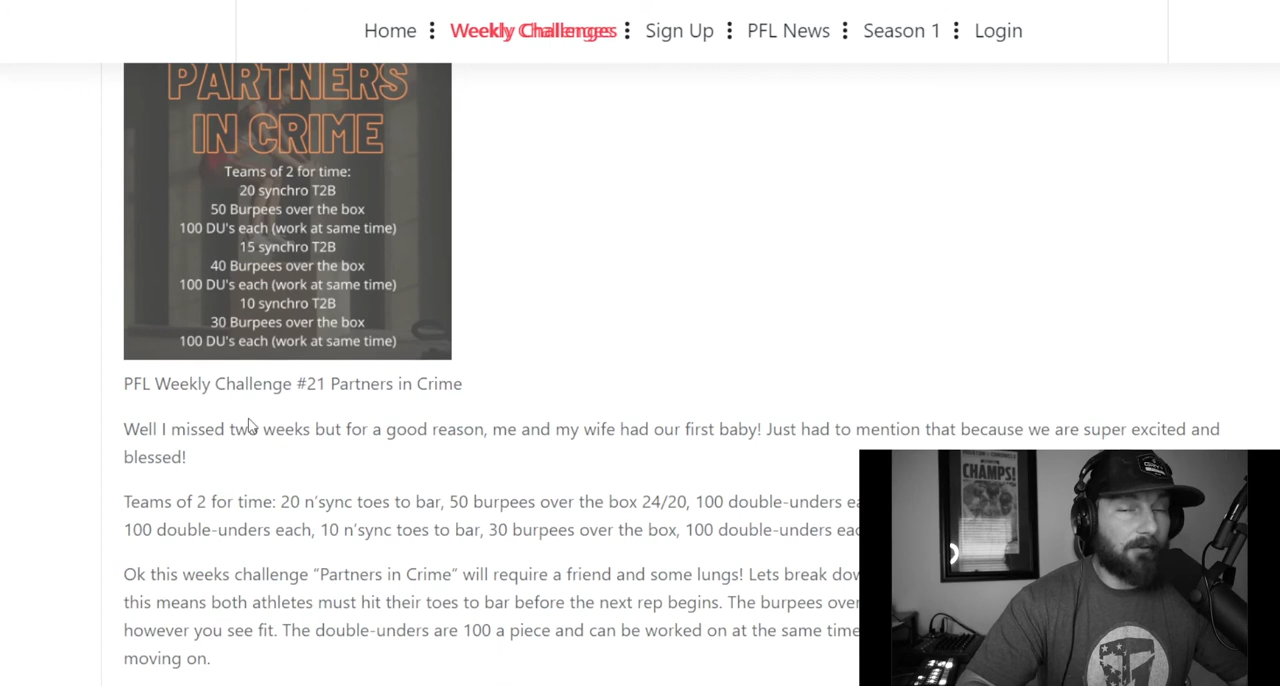 Home ⋮ Weekly Challenges ⋮ Sign Up ⋮ PFL News ⋮ Season 1 ⋮ Login
PARTNERS
IN CRIME
Teams of 2 for time:
20 synchro T2B
50 Burpees over the box
100 DU's each (work at same time)
15 synchro T2B
40 Burpees over the box
100 DU's each (work at same time)
10 synchro T2B
30 Burpees over the box
100 DU's each (work at same time)
PFL Weekly Challenge #21 Partners in Crime
Well I missed two weeks but for a good reason, me and my wife had our first baby! Just had to mention that because we are super excited and
blessed!
Teams of 2 for time: 20 n’sync toes to bar, 50 burpees over the box 24/20, 100 double-unders
100 double-unders each, 10 n’sync toes to bar, 30 burpees over the box, 100 double-unders
Ok this weeks challenge “Partners in Crime“ will require a friend and some lungs! Lets break
this means both athletes must hit their toes to bar before the next rep begins. The burpees over
however you see fit. The double-unders are 100 a piece and can be worked on at the same time
moving on.
CHAMPS!